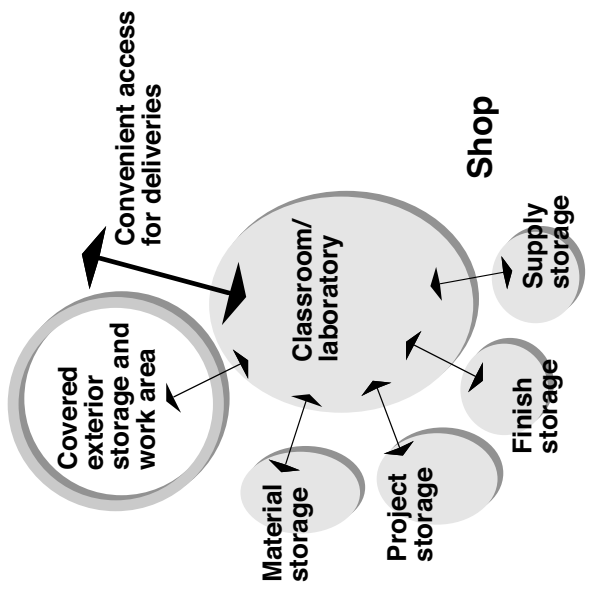 Covered
exterior
storage and
work area
Convenient access
for deliveries
Material
storage
Classroom/
laboratory
Project
storage
Shop
Finish
storage
Supply
storage